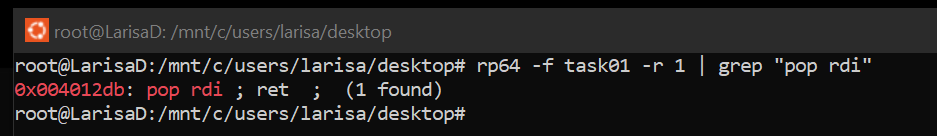 root@LarisaD: /mnt/c/users/larisa/desktop
root@LarisaD:/mnt/c/users/larisa/desktop# rp64 -f task01 -r 1 | grep "pop rdi"
0x004012db: pop rdi ; ret  ;  (1 found)
root@LarisaD:/mnt/c/users/larisa/desktop#